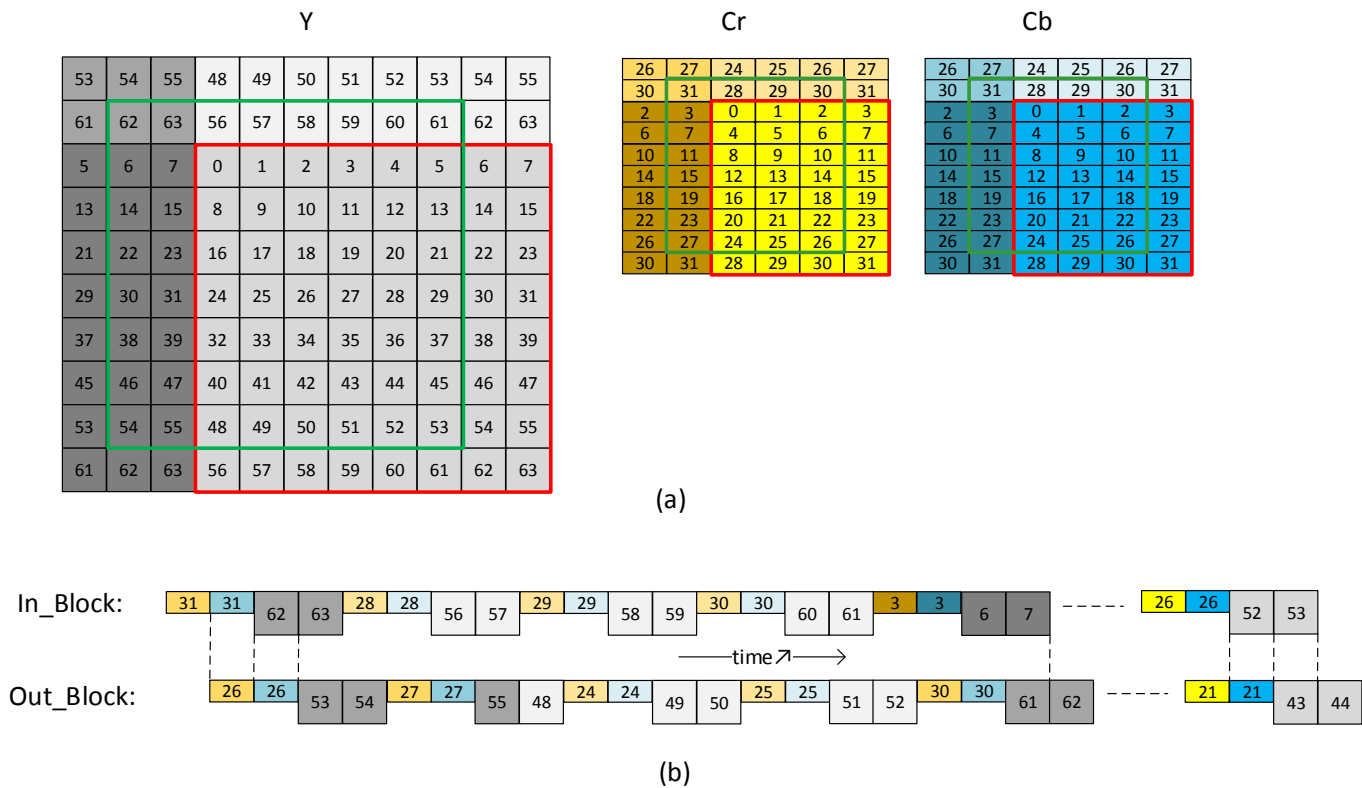 Y Cr Cb
53 54 55 48 49 50 51 52 53 54 55
61 62 63 56 57 58 59 60 61 62 63
5 6 7 0 1 2 3 4 5 6 7
13 14 15 8 9 10 11 12 13 14 15
21 22 23 16 17 18 19 20 21 22 23
29 30 31 24 25 26 27 28 29 30 31
37 38 39 32 33 34 35 36 37 38 39
45 46 47 40 41 42 43 44 45 46 47
53 54 55 48 49 50 51 52 53 54 55
61 62 63 56 57 58 59 60 61 62 63
26 27 24 25 26 27
30 31 28 29 30 31
2 3 0 1 2 3
6 7 4 5 6 7
10 11 8 9 10 11
14 15 12 13 14 15
18 19 16 17 18 19
22 23 20 21 22 23
26 27 24 25 26 27
30 31 28 29 30 31
26 27 24 25 26 27
30 31 28 29 30 31
2 3 0 1 2 3
6 7 4 5 6 7
10 11 8 9 10 11
14 15 12 13 14 15
18 19 16 17 18 19
22 23 20 21 22 23
26 27 24 25 26 27
30 31 28 29 30 31
(a)
In_Block: 31 31 62 63 28 28 56 57 29 29 58 59 30 30 60 61 3 3 6 7 26 26 52 53
time↗
Out_Block: 26 26 53 54 27 27 55 48 24 24 49 50 25 25 51 52 30 30 61 62 21 21 43 44
(b)